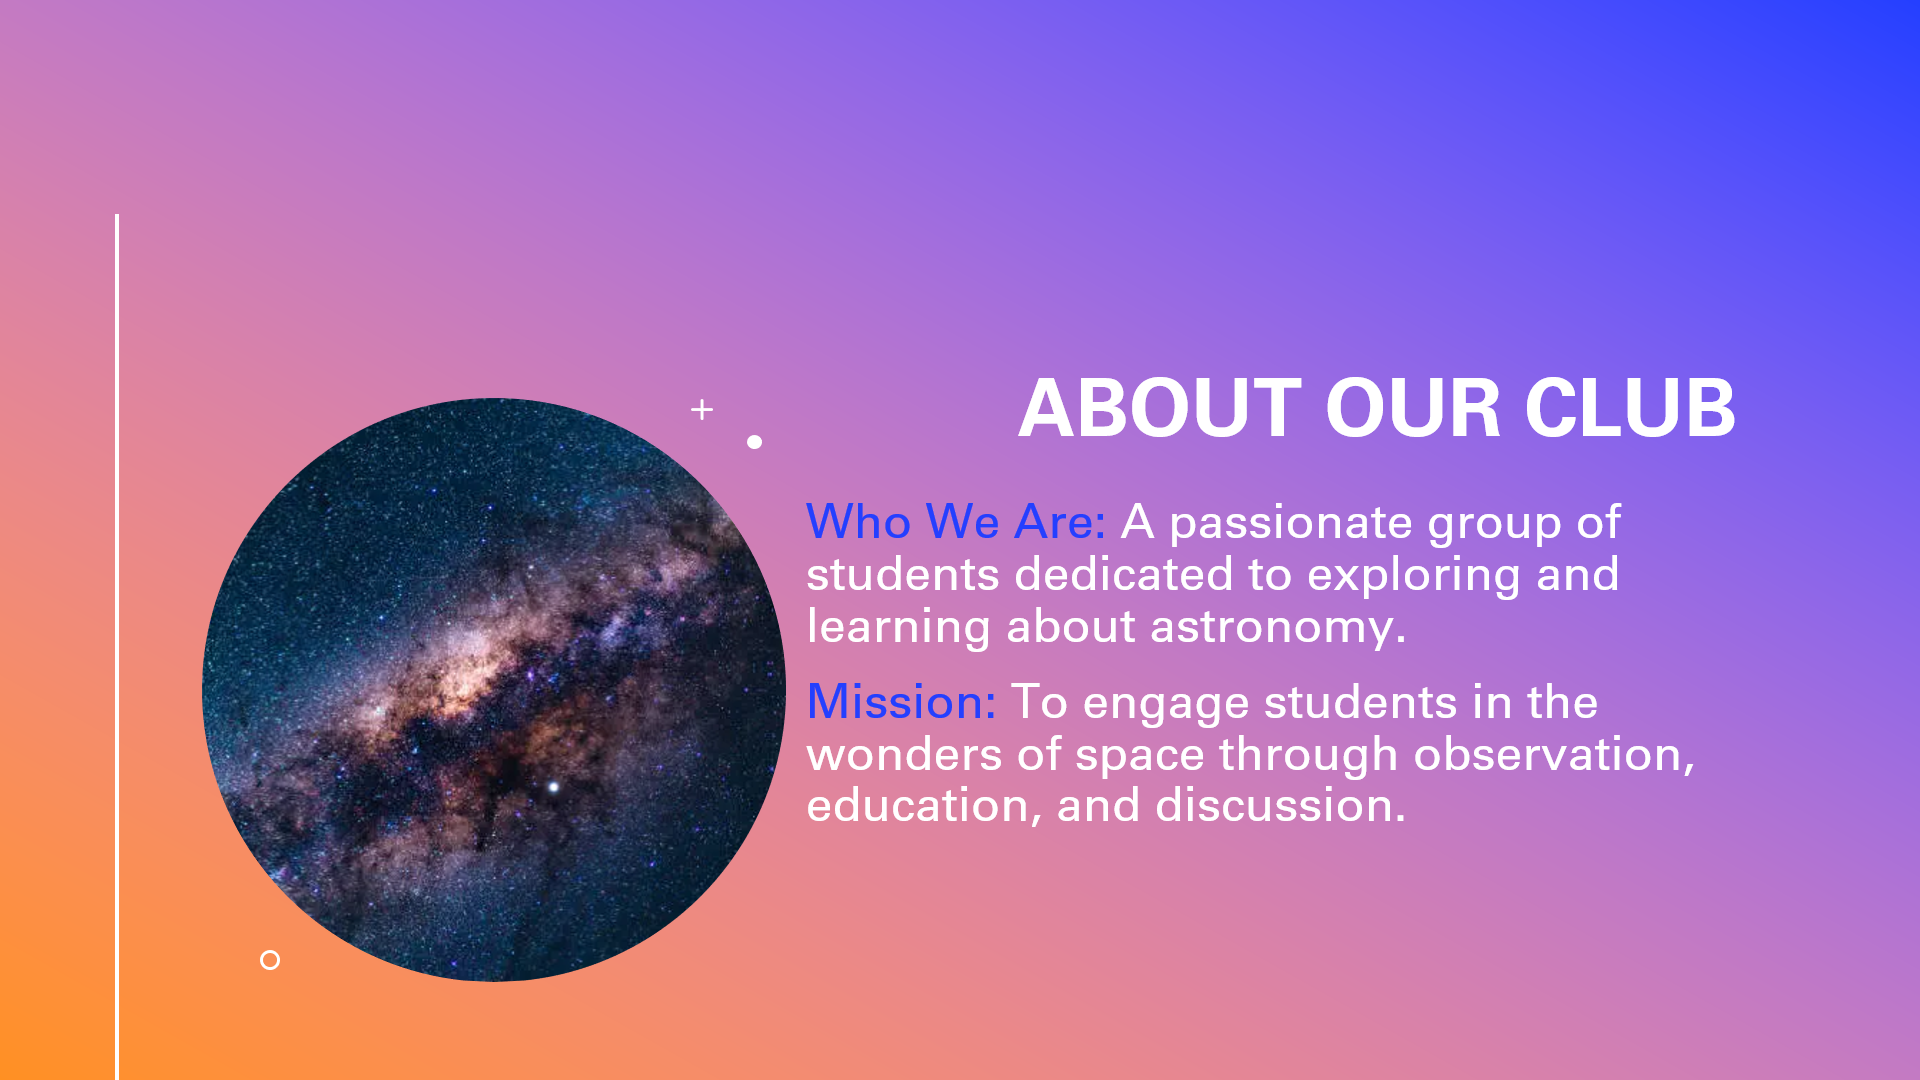 ABOUT OUR CLUB
Who We Are: A passionate group of
students dedicated to exploring and
learning about astronomy.
Mission: To engage students in the
wonders of space through observation,
education, and discussion.